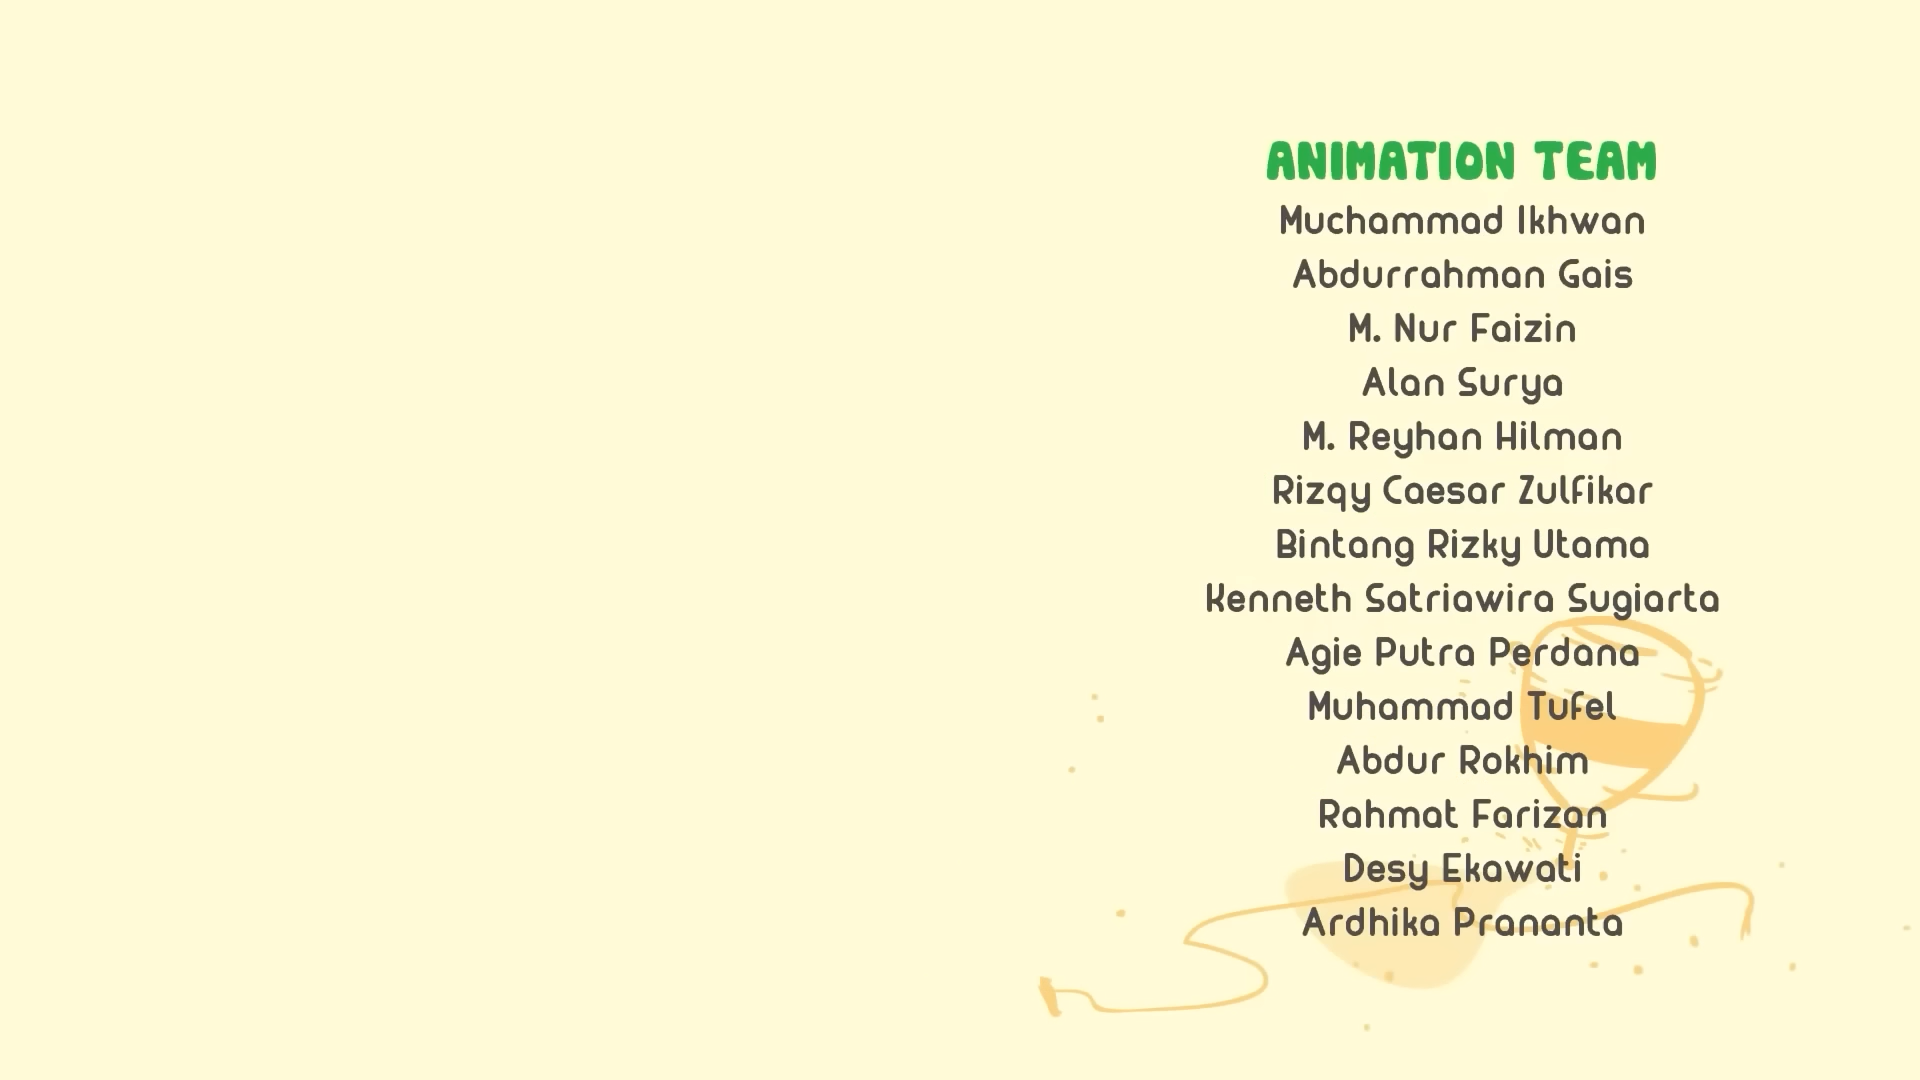 ANIMATION TEAM
Muchammad Ikhwan
Abdurrahman Gais
M. Nur Faizin
Alan Surya
M. Reyhan Hilman
Rizqy Caesar Zulfikar
Bintang Rizky Utama
Kenneth Satriawira Sugiarta
Agie Putra Perdana
Muhammad Tufel
Abdur Rokhim
Rahmat Farizan
Desy Ekawati
Ardhika Prananta